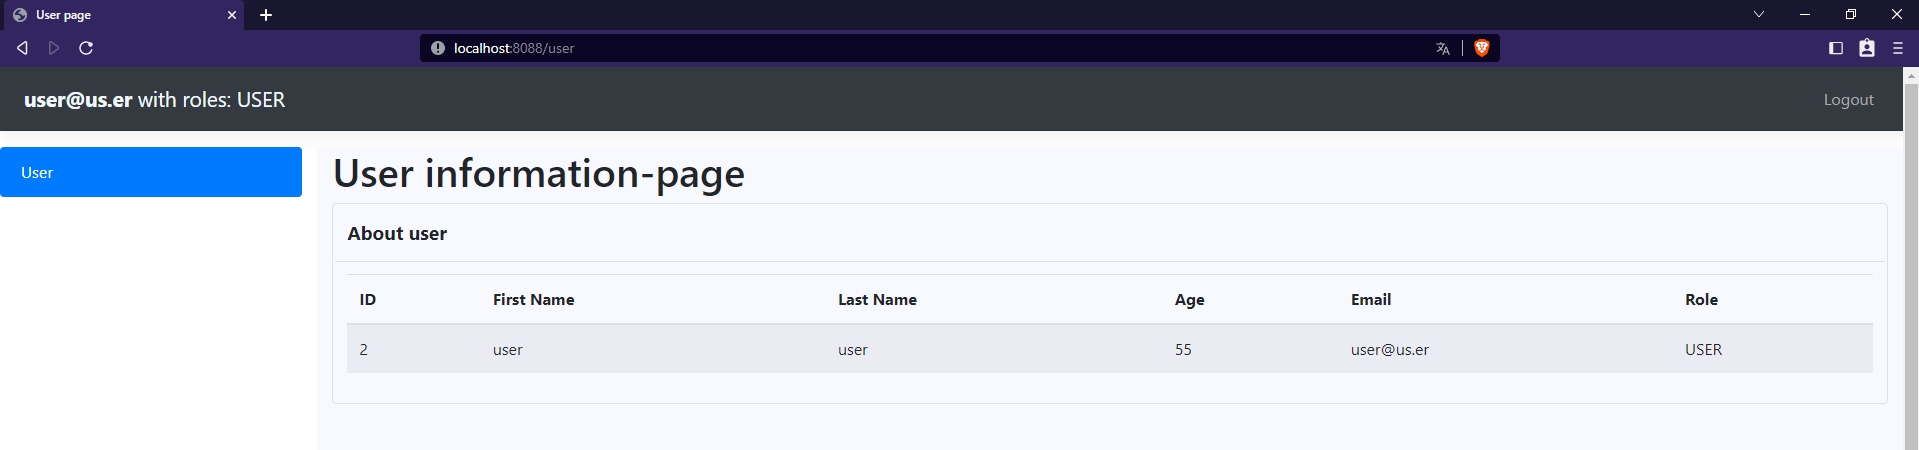 User page
localhost:8088/user
user@us.er with roles: USER
Logout
User
User information-page
About user
ID First Name Last Name Age Email Role
2 user user 55 user@us.er USER